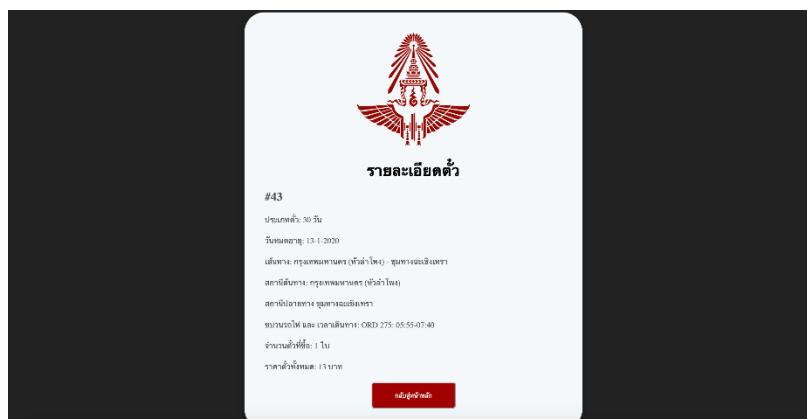 รายละเอียดตั๋ว
#43
ประเภทตั๋ว: 30 วัน
วันหมดอายุ: 13-1-2020
เส้นทาง: กรุงเทพมหานคร (หัวลำโพง) - ชุมทางฉะเชิงเทรา
สถานีต้นทาง: กรุงเทพมหานคร (หัวลำโพง)
สถานีปลายทาง ชุมทางฉะเชิงเทรา
ขบวนรถไฟ และ เวลาเดินทาง: ORD 275: 05:55-07:40
จำนวนตั๋วที่ซื้อ: 1 ใบ
ราคาตั๋วทั้งหมด: 13 บาท
กลับสู่หน้าหลัก